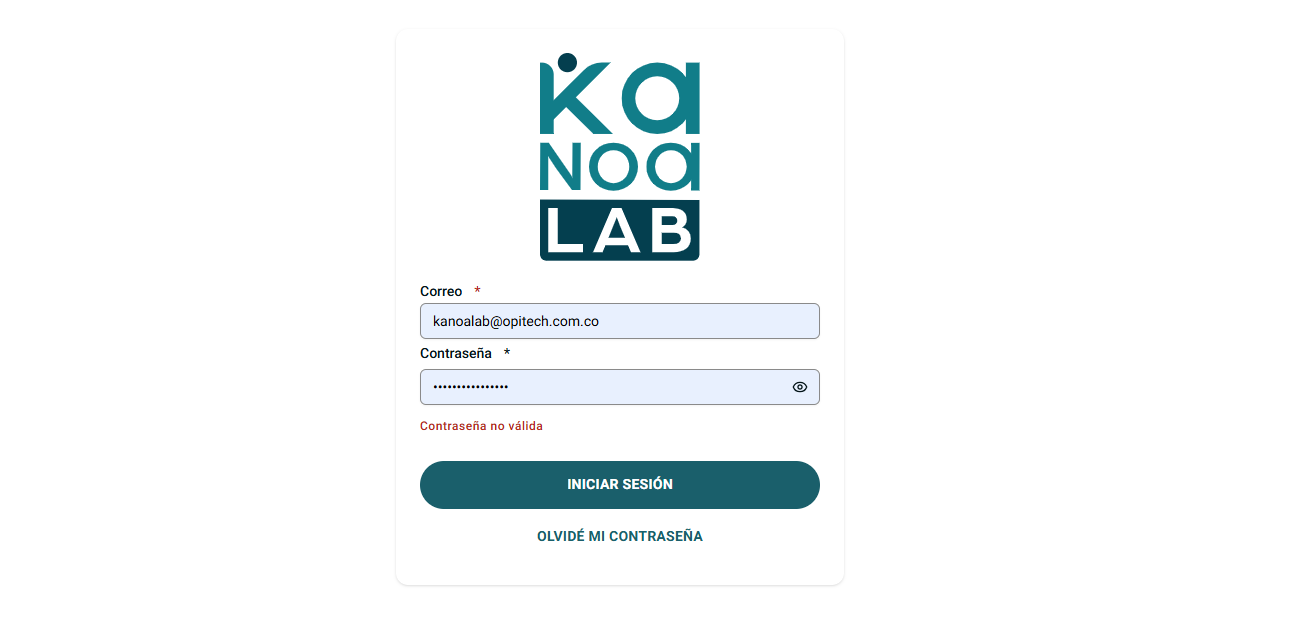 Ka
NOa
LAB
Correo *
kanoalab@opitech.com.co
Contraseña *
•••••••••••••••
Contraseña no válida
INICIAR SESIÓN
OLVIDÉ MI CONTRASEÑA